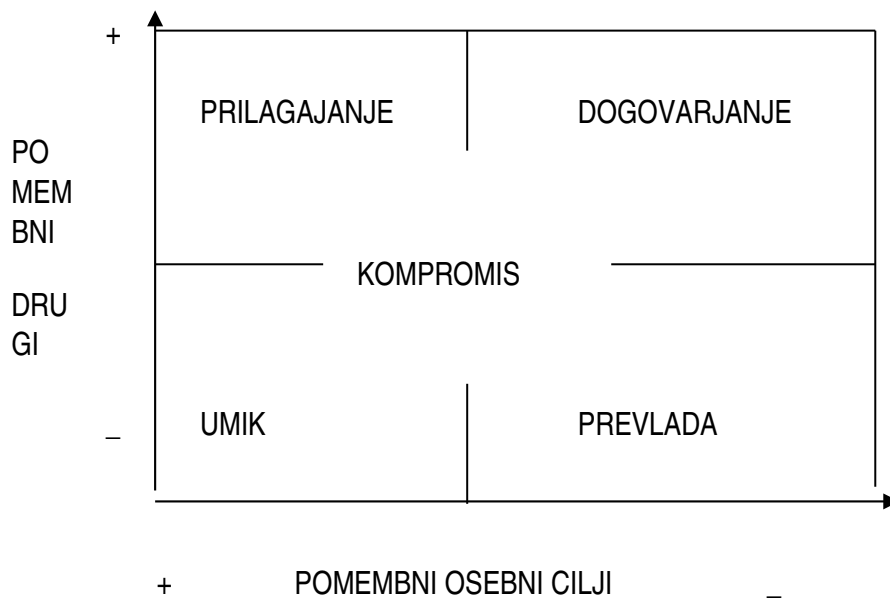 +
PRILAGAJANJE DOGOVARJANJE
PO
MEM
BNI
KOMPROMIS
DRU
GI
_ UMIK PREVLADA
+ POMEMBNI OSEBNI CILJI _